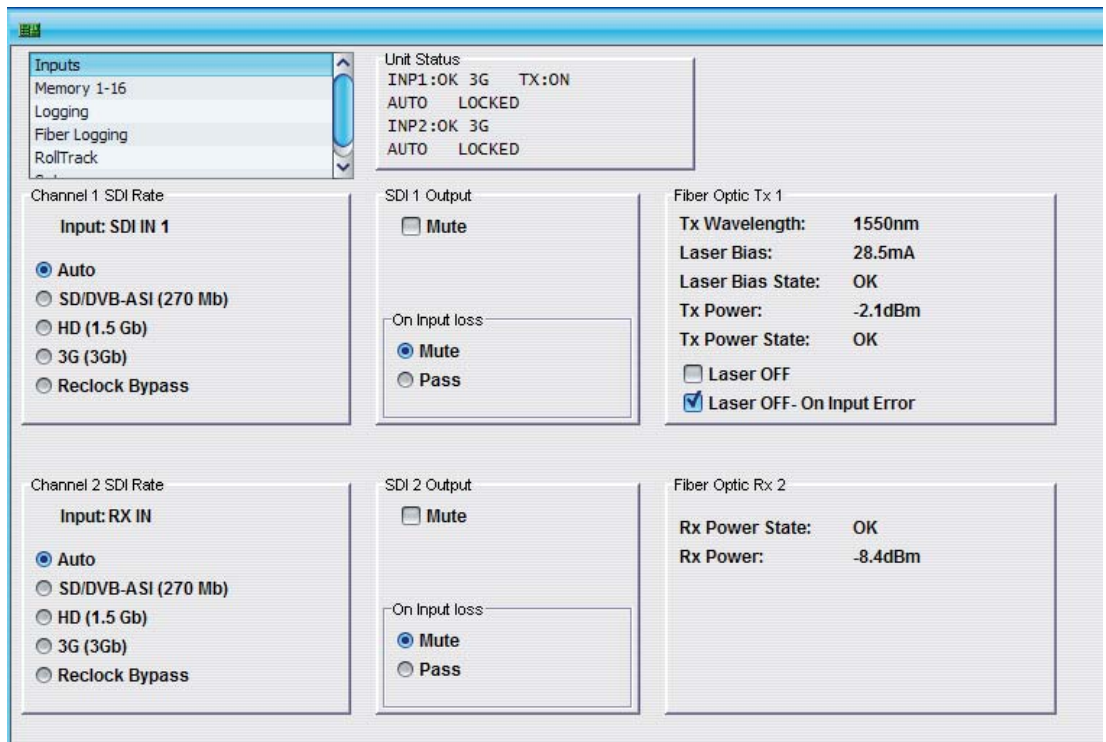 Inputs
Memory 1-16
Logging
Fiber Logging
RollTrack
Unit Status
INP1:OK 3G TX:ON
AUTO LOCKED
INP2:OK 3G
AUTO LOCKED
Channel 1 SDI Rate
Input: SDI IN 1
Auto
SD/DVB-ASI (270 Mb)
HD (1.5 Gb)
3G (3Gb)
Reclock Bypass
SDI 1 Output
Mute
On Input loss
Mute
Pass
Fiber Optic Tx 1
Tx Wavelength: 1550nm
Laser Bias: 28.5mA
Laser Bias State: OK
Tx Power: -2.1dBm
Tx Power State: OK
Laser OFF
Laser OFF- On Input Error
Channel 2 SDI Rate
Input: RX IN
Auto
SD/DVB-ASI (270 Mb)
HD (1.5 Gb)
3G (3Gb)
Reclock Bypass
SDI 2 Output
Mute
On Input loss
Mute
Pass
Fiber Optic Rx 2
Rx Power State: OK
Rx Power: -8.4dBm